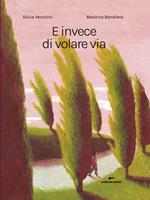 Silvia Vecchini Beatrice Bandiera
E invece
di volare via